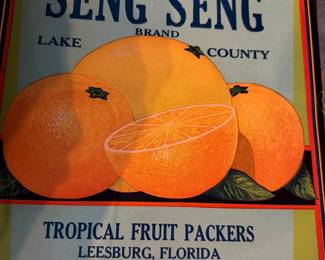 SENG SENG
BRAND
LAKE COUNTY
TROPICAL FRUIT PACKERS
LEESBURG, FLORIDA